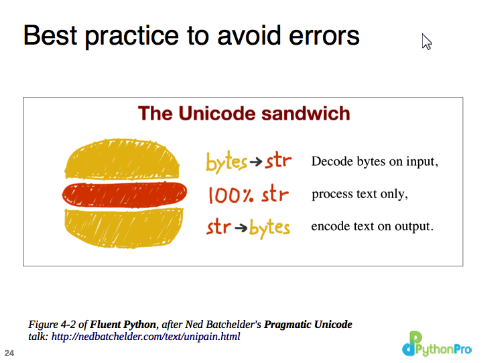 Best practice to avoid errors
The Unicode sandwich
bytes → str Decode bytes on input,
100% str process text only,
str → bytes encode text on output.
Figure 4-2 of Fluent Python, after Ned Batchelder's Pragmatic Unicode
talk: http://nedbatchelder.com/text/unipain.html
24
PythonPro